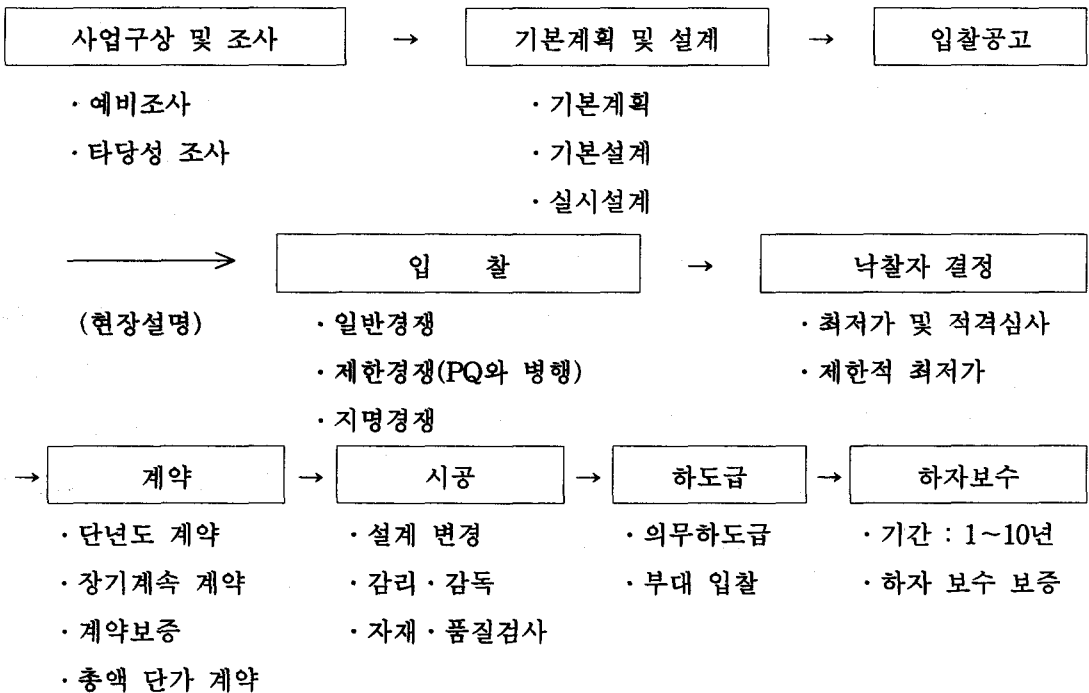 사업구상 및 조사 → 기본계획 및 설계 → 입찰공고
· 예비조사 · 기본계획
· 타당성 조사 · 기본설계
· 실시설계
→ 입 찰 → 낙찰자 결정
(현장설명) · 일반경쟁 · 최저가 및 적격심사
· 제한경쟁(PQ와 병행) · 제한적 최저가
· 지명경쟁
→ 계약 → 시공 → 하도급 → 하자보수
· 단년도 계약 · 설계 변경 · 의무하도급 · 기간 : 1~10년
· 장기계속 계약 · 감리 · 감독 · 부대 입찰 · 하자 보수 보증
· 계약보증 · 자재 · 품질검사
· 총액 단가 계약